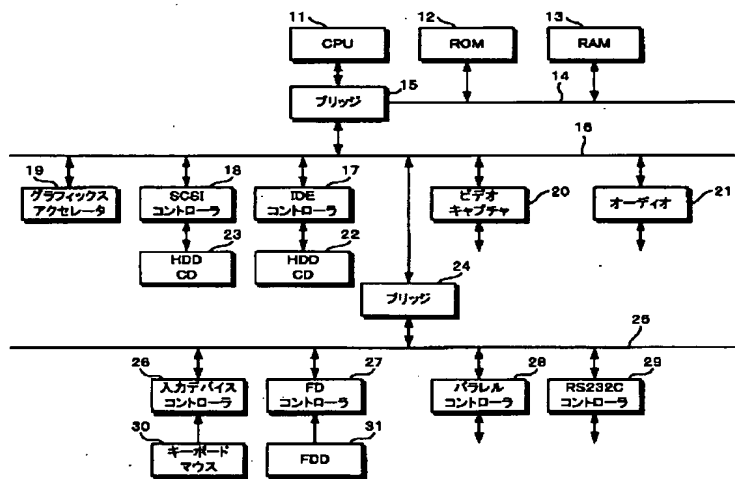 11
12
13
CPU
ROM
RAM
15
14
ブリッジ
16
19
18
17
20
21
グラフィックス
アクセレータ
SCSI
コントローラ
IDE
コントローラ
ビデオ
キャプチャ
オーディオ
23
22
24
HDD
CD
HDD
CD
ブリッジ
25
26
27
28
29
入力デバイス
コントローラ
FD
コントローラ
パラレル
コントローラ
RS232C
コントローラ
30
31
キーボード
マウス
FDD